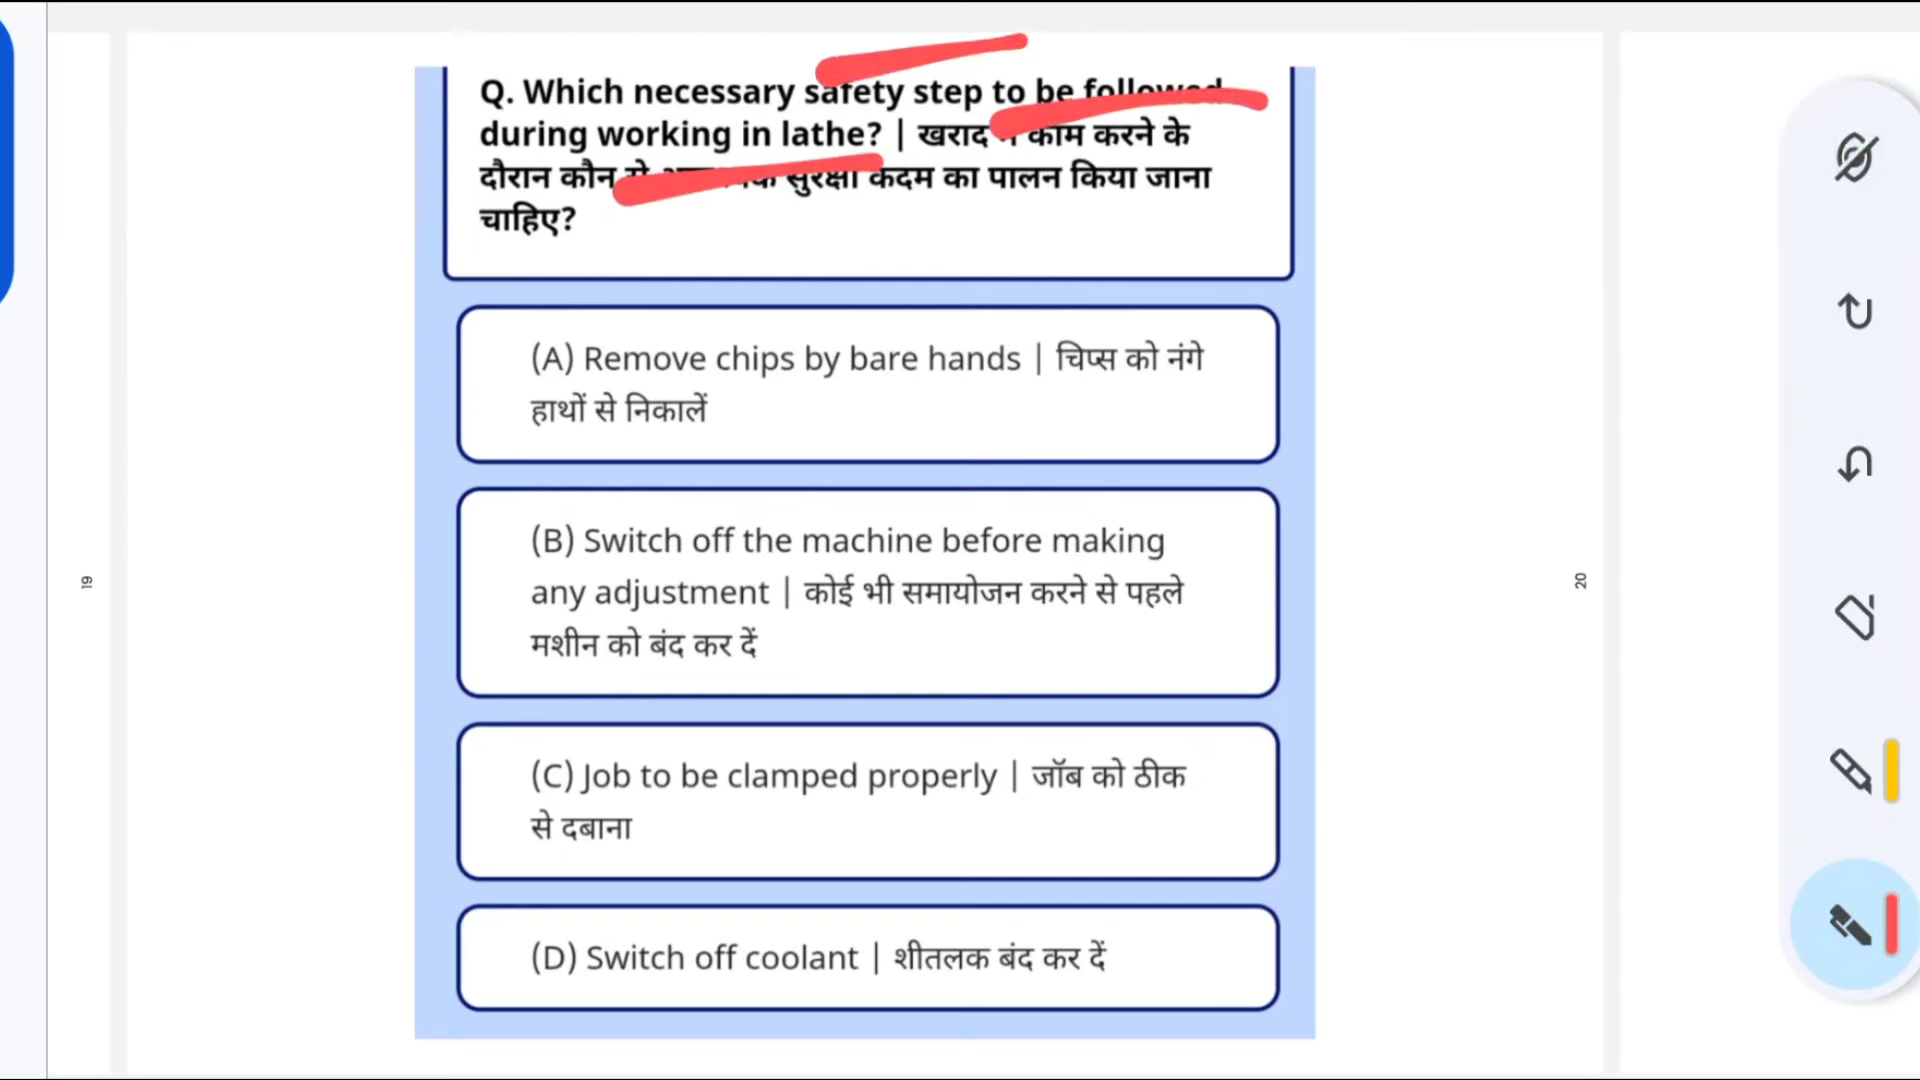 Q. Which necessary safety step to be followed
during working in lathe? | खराद काम करने के
दौरान कौन सुरक्षा कदम का पालन किया जाना
चाहिए?
(A) Remove chips by bare hands | चिप्स को नंगे
हाथों से निकालें
(B) Switch off the machine before making
any adjustment | कोई भी समायोजन करने से पहले
मशीन को बंद कर दें
(C) Job to be clamped properly | जॉब को ठीक
से दबाना
(D) Switch off coolant | शीतलक बंद कर दें
19
20